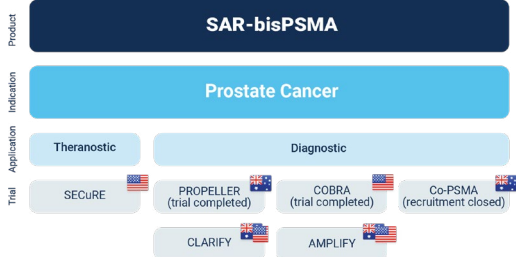 Product
SAR-bisPSMA
Indication
Prostate Cancer
Application
Theranostic
Diagnostic
Trial
SECuRE
PROPELLER
(trial completed)
COBRA
(trial completed)
Co-PSMA
(recruitment closed)
CLARIFY
AMPLIFY